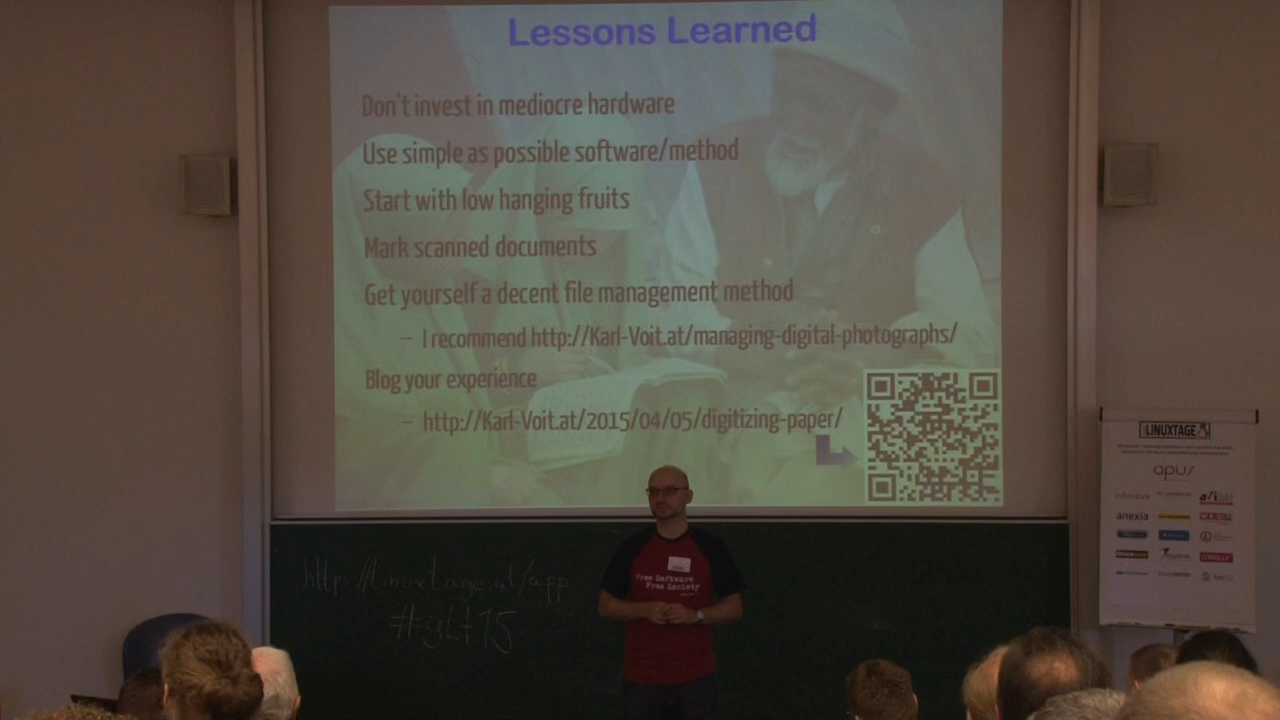 Lessons Learned
Don't invest in mediocre hardware
Use simple as possible software/method
Start with low hanging fruits
Mark scanned documents
Get yourself a decent file management method
– I recommend http://Karl-Voit.at/managing-digital-photographs/
Blog your experience
– http://Karl-Voit.at/2015/04/05/digitizing-paper/
http://linuxtage.at/app
#glt15
Free Software
Free Society
LINUXTAGE
apus
infonova
anexia
O'REILLY